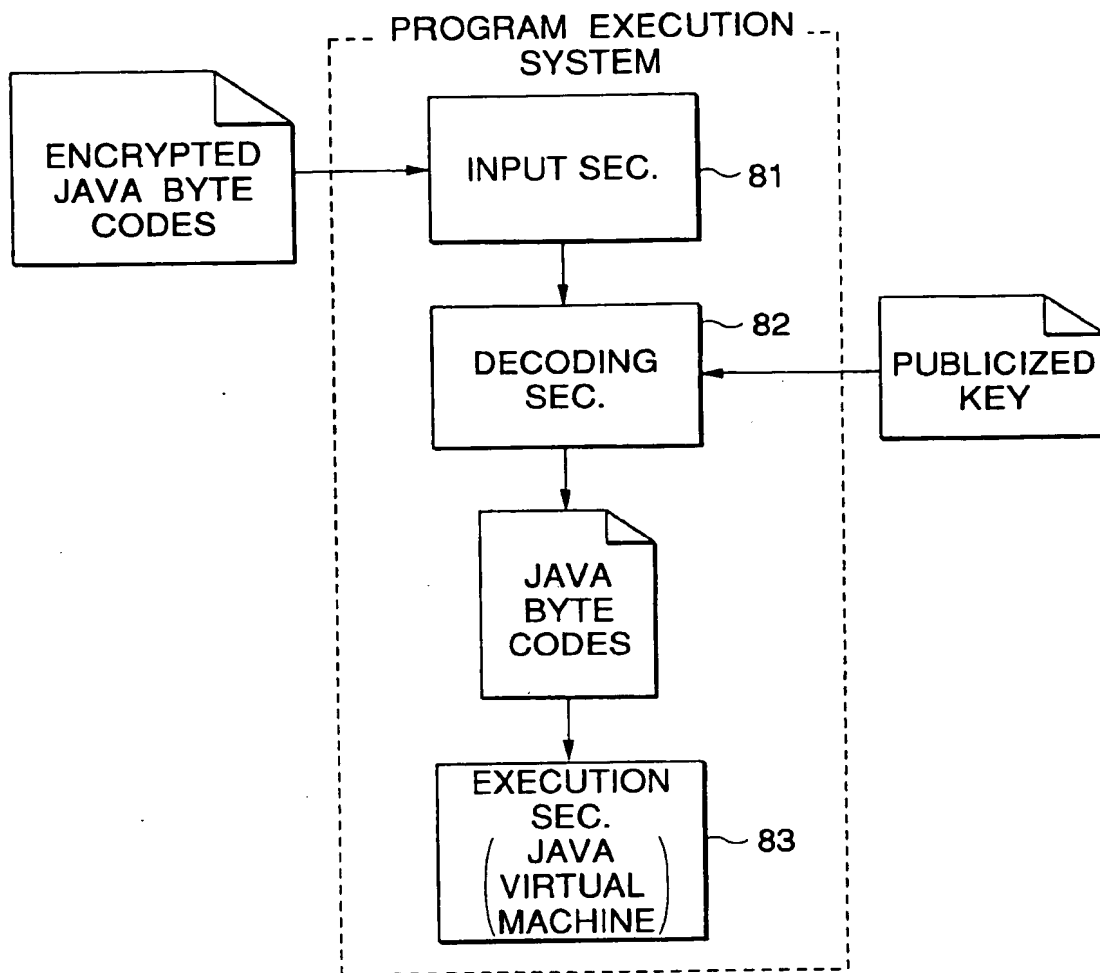 PROGRAM EXECUTION
SYSTEM
ENCRYPTED
JAVA BYTE
CODES
INPUT SEC.
81
DECODING
SEC.
82
PUBLICIZED
KEY
JAVA
BYTE
CODES
EXECUTION
SEC.
(JAVA
VIRTUAL
MACHINE)
83